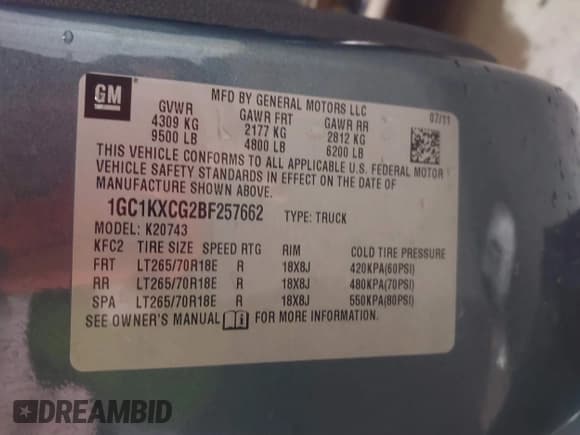 GM
MFD BY GENERAL MOTORS LLC
07/11
GVWR GAWR FRT GAWR RR
4309 KG 2177 KG 2812 KG
9500 LB 4800 LB 6200 LB
THIS VEHICLE CONFORMS TO ALL APPLICABLE U.S. FEDERAL MOTOR
VEHICLE SAFETY STANDARDS IN EFFECT ON THE DATE OF
MANUFACTURE SHOWN ABOVE.
1GC1KXCG2BF257662 TYPE: TRUCK
MODEL: K20743
KFC2 TIRE SIZE SPEED RTG RIM COLD TIRE PRESSURE
FRT LT265/70R18E R 18X8J 420KPA(60PSI)
RR LT265/70R18E R 18X8J 480KPA(70PSI)
SPA LT265/70R18E R 18X8J 550KPA(80PSI)
SEE OWNER'S MANUAL FOR MORE INFORMATION.
DREAMBID